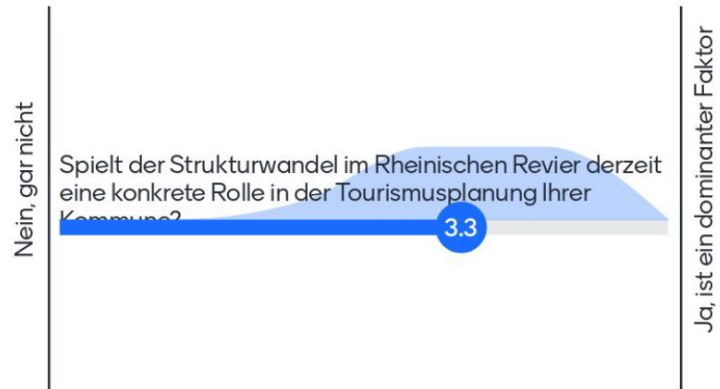 Nein, gar nicht
Spielt der Strukturwandel im Rheinischen Revier derzeit
eine konkrete Rolle in der Tourismusplanung Ihrer
Kommune?
3.3
Ja, ist ein dominanter Faktor